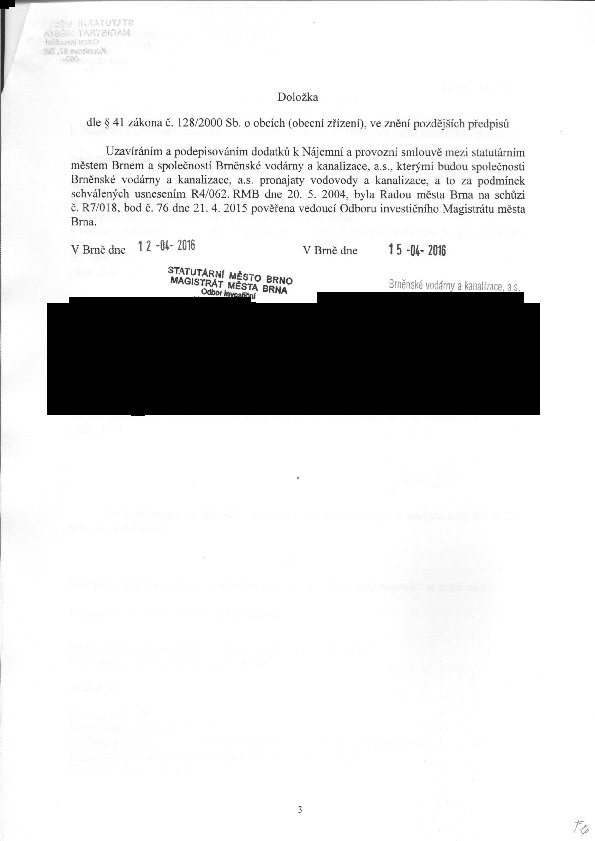 Doložka
dle § 41 zákona č. 128/2000 Sb. o obcích (obecní zřízení), ve znění pozdějších předpisů
Uzavíráním a podepisováním dodatků k Nájemní a provozní smlouvě mezi statutárním
městem Brnem a společností Brněnské vodárny a kanalizace, a.s., kterými budou společnosti
Brněnské vodárny a kanalizace, a.s. pronajaty vodovody a kanalizace, a to za podmínek
schválených usnesením R4/062. RMB dne 20. 5. 2004, byla Radou města Brna na schůzi
č. R7/018, bod č. 76 dne 21. 4. 2015 pověřena vedoucí Odboru investičního Magistrátu města
Brna.
V Brně dne 12 -04- 2016 V Brně dne 15 -04- 2016
STATUTÁRNÍ MĚSTO BRNO
MAGISTRÁT MĚSTA BRNA
Odbor investiční
Brněnské vodárny a kanalizace, a.s.
3